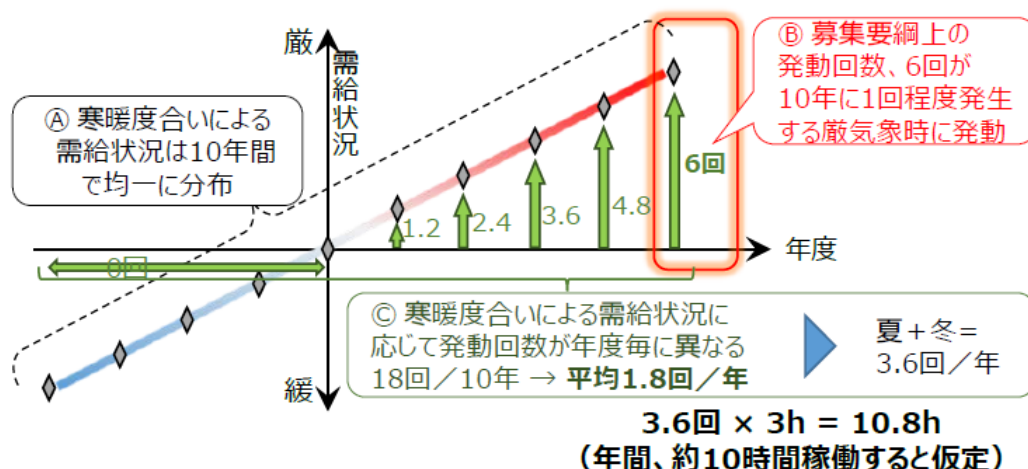 厳
需給状況
Ⓑ 募集要綱上の
発動回数、6回が
10年に1回程度発生
する厳気象時に発動
Ⓐ 寒暖度合いによる
需給状況は10年間
で均一に分布
1.2
2.4
3.6
4.8
6回
年度
0回
Ⓒ 寒暖度合いによる需給状況に
応じて発動回数が年度毎に異なる
18回／10年 → 平均1.8回／年
夏＋冬＝
3.6回／年
緩
3.6回 × 3h = 10.8h
（年間、約10時間稼働すると仮定）